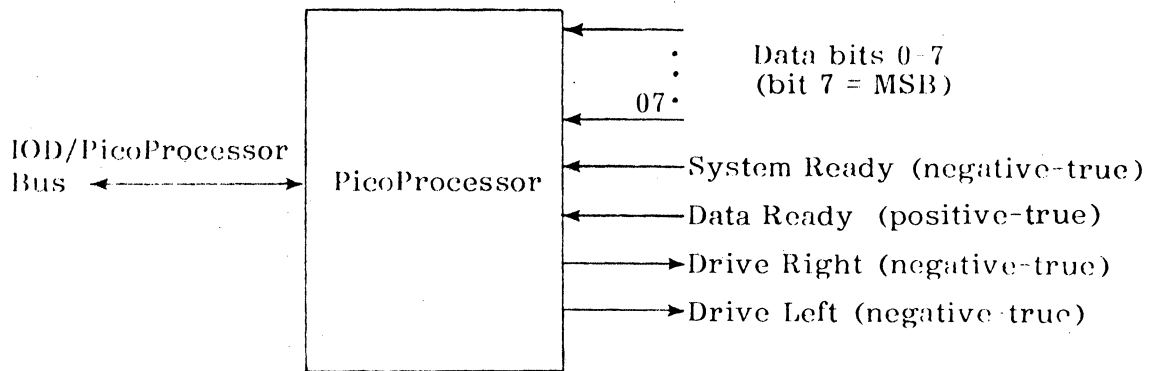 Data bits 0-7
(bit 7 = MSB)
07
IOD/PicoProcessor
Bus
PicoProcessor
System Ready (negative-true)
Data Ready (positive-true)
Drive Right (negative-true)
Drive Left (negative-true)